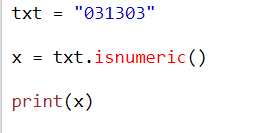 txt = "031303"
x = txt.isnumeric()
print(x)